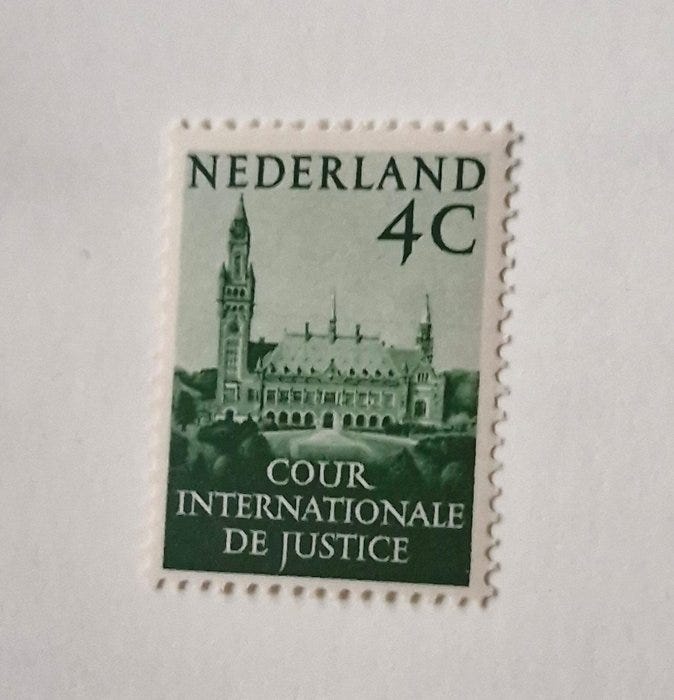 NEDERLAND
4C
COUR
INTERNATIONALE
DE JUSTICE